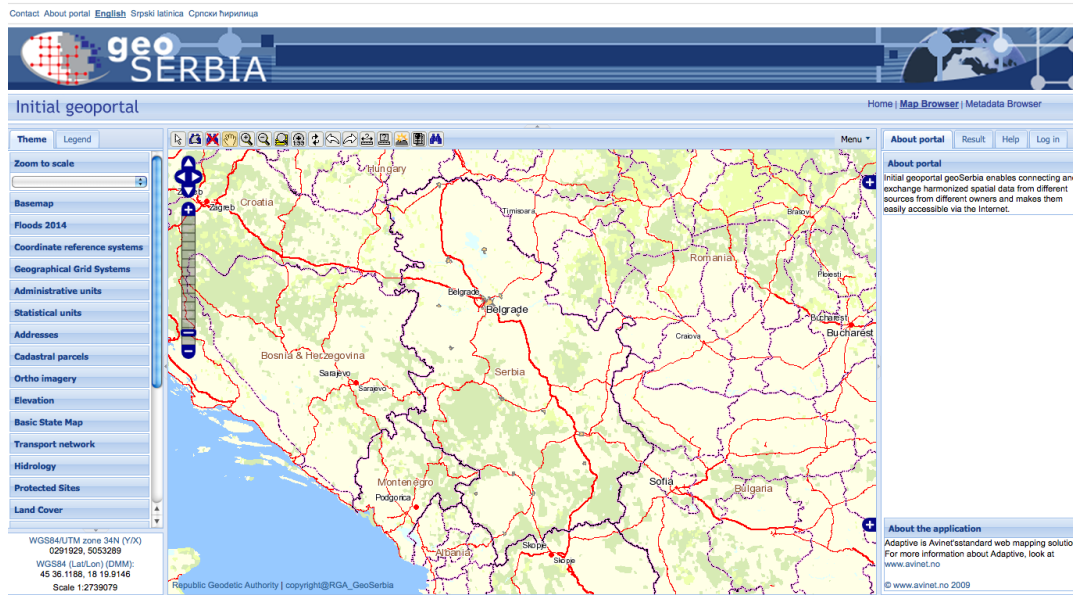 Contact About portal English Srpski latinica Српски ћирилица
geo
SERBIA
Initial geoportal
Home | Map Browser | Metadata Browser
Theme Legend
Menu
About portal Result Help Log in
Zoom to scale
Basemap
Floods 2014
Coordinate reference systems
Geographical Grid Systems
Administrative units
Statistical units
Addresses
Cadastral parcels
Ortho imagery
Elevation
Basic State Map
Transport network
Hidrology
Protected Sites
Land Cover
WGS84/UTM zone 34N (Y/X)
0291929, 5053289
WGS84 (Lat/Lon) (DMM):
45 36.1188, 18 19.9146
Scale 1:2739079
Hungary
Zagreb
Croatia
Timisoara
Brasov
Romania
Ploiesti
Belgrade
Belgrade
Bucharest
Bucharest
Craiova
Bosnia & Herzegovina
Sarajevo
Sarajevo
Serbia
Montenegro
Podgorica
Sofia
Bulgaria
Albania
Skopje
Skopje
Republic Geodetic Authority | copyright@RGA_GeoSerbia
About portal
Initial geoportal geoSerbia enables connecting and
exchange harmonized spatial data from different
sources from different owners and makes them
easily accessible via the Internet.
About the application
Adaptive is Avinet'sstandard web mapping solutio
For more information about Adaptive, look at
www.avinet.no
© www.avinet.no 2009